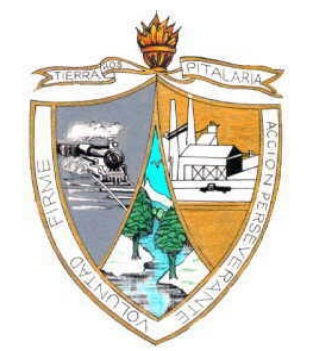 TIERRA HOS PITALARIA
VOLUNTAD FIRME
ACCION PERSEVERANTE